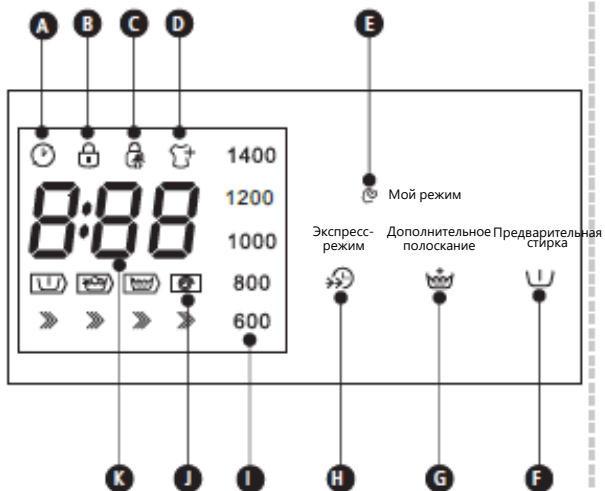 A B C D E
1400
8:88
1200
Мой режим
1000
Экспресс-режим
Дополнительное полоскание
Предварительная стирка
800
600
K J I H G F